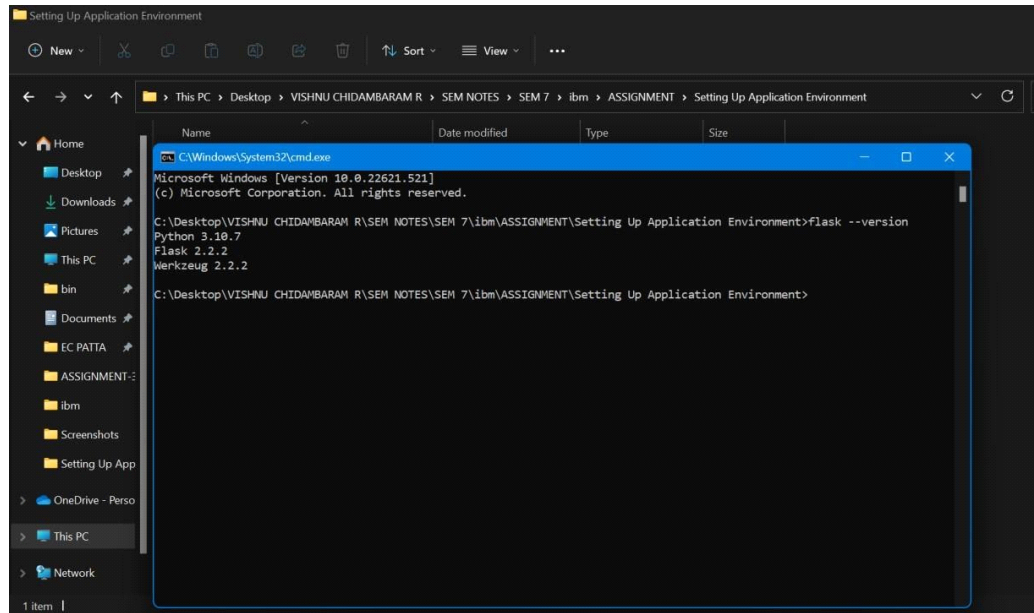 Setting Up Application Environment
New
Sort
View
This PC > Desktop > VISHNU CHIDAMBARAM R > SEM NOTES > SEM 7 > ibm > ASSIGNMENT > Setting Up Application Environment
Name Date modified Type Size
Home
Desktop
Downloads
Pictures
This PC
bin
Documents
EC PATTA
ASSIGNMENT-3
ibm
Screenshots
Setting Up App
OneDrive - Perso
This PC
Network
1 item
C:\Windows\System32\cmd.exe
Microsoft Windows [Version 10.0.22621.521]
(c) Microsoft Corporation. All rights reserved.
C:\Desktop\VISHNU CHIDAMBARAM R\SEM NOTES\SEM 7\ibm\ASSIGNMENT\Setting Up Application Environment>flask --version
Python 3.10.7
Flask 2.2.2
Werkzeug 2.2.2
C:\Desktop\VISHNU CHIDAMBARAM R\SEM NOTES\SEM 7\ibm\ASSIGNMENT\Setting Up Application Environment>